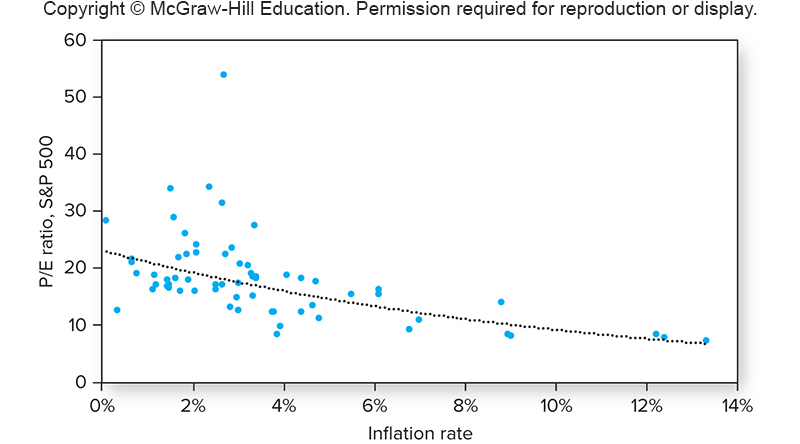 Copyright © McGraw-Hill Education. Permission required for reproduction or display.
60
50
40
30
20
10
0
P/E ratio, S&P 500
0% 2% 4% 6% 8% 10% 12% 14%
Inflation rate